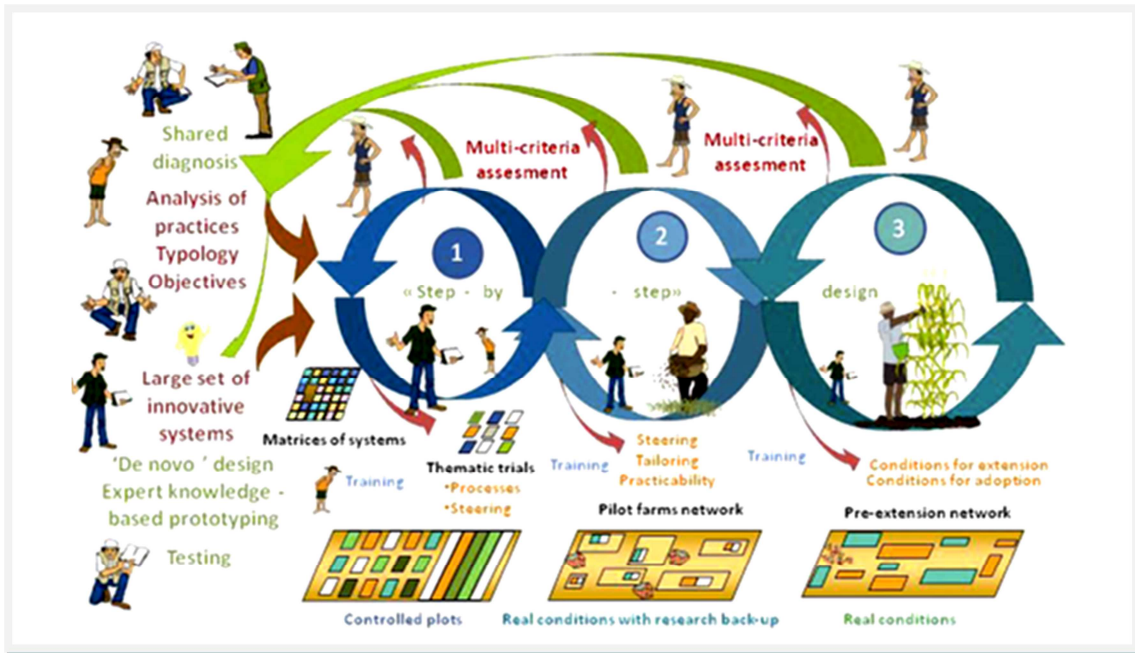 Shared
diagnosis
Analysis of
practices
Typology
Objectives
Large set of
innovative
systems
'De novo ' design
Expert knowledge -
based prototyping
Testing
Multi-criteria
assesment
Multi-criteria
assesment
1
2
3
« Step - by - step» design
Matrices of systems
Training
Thematic trials
•Processes
•Steering
Training
Steering
Tailoring
Practicability
Training
Conditions for extension
Conditions for adoption
Pilot farms network
Pre-extension network
Controlled plots
Real conditions with research back-up
Real conditions